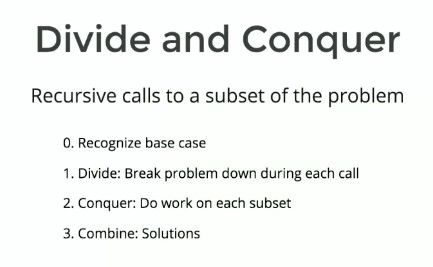 Divide and Conquer
Recursive calls to a subset of the problem
0. Recognize base case
1. Divide: Break problem down during each call
2. Conquer: Do work on each subset
3. Combine: Solutions